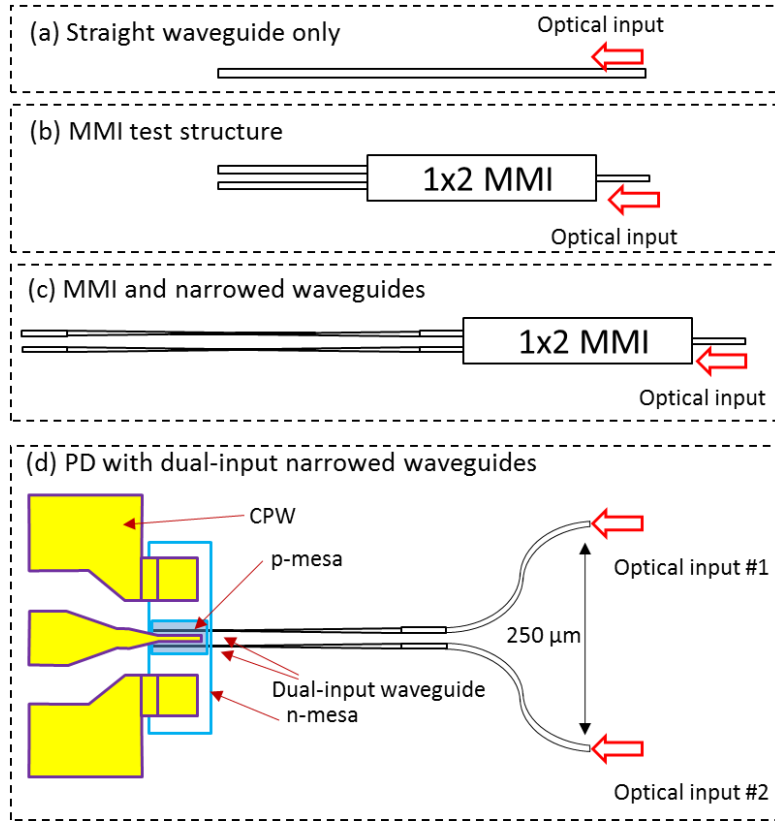 (a) Straight waveguide only
Optical input
(b) MMI test structure
1x2 MMI
Optical input
(c) MMI and narrowed waveguides
1x2 MMI
Optical input
(d) PD with dual-input narrowed waveguides
CPW
p-mesa
Optical input #1
250 μm
Dual-input waveguide
n-mesa
Optical input #2